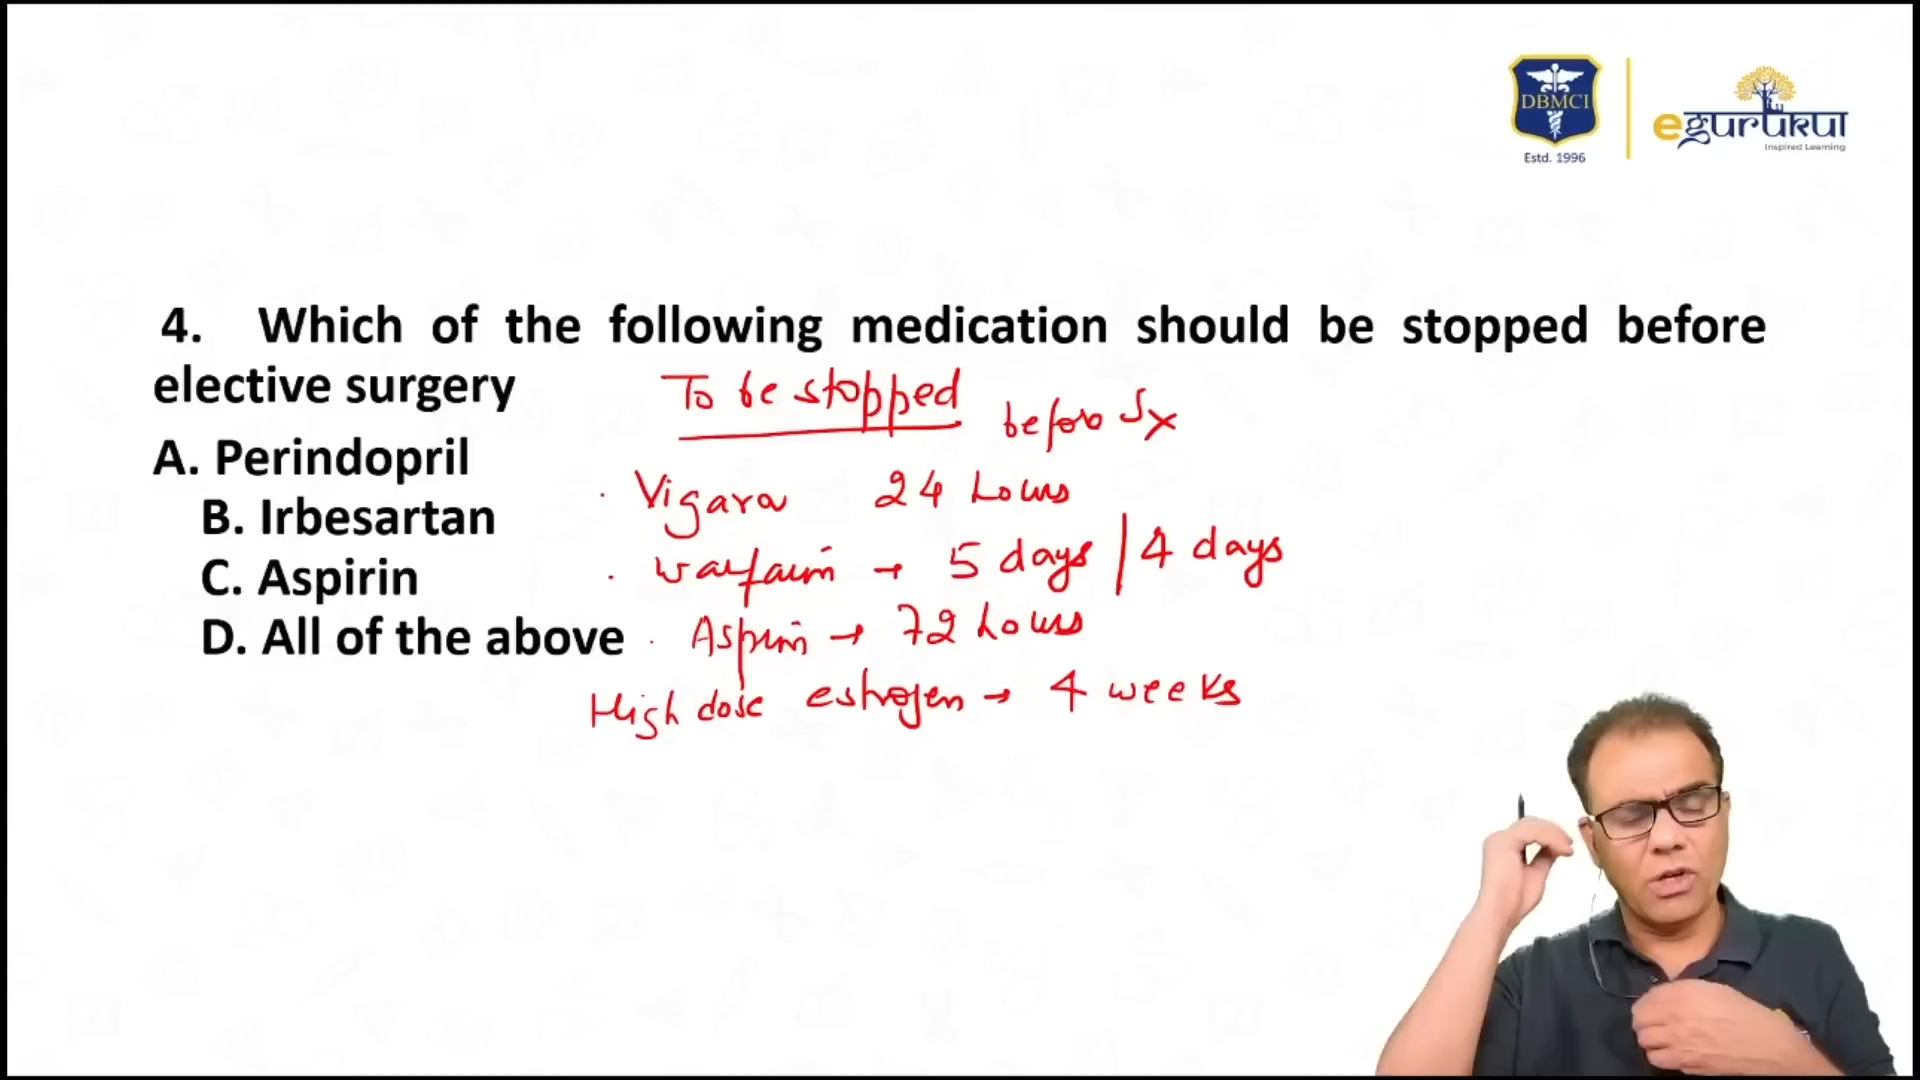 DBMCI
Estd. 1996
egurukul
Inspired Learning
4. Which of the following medication should be stopped before
elective surgery
To be stopped before Sx
A. Perindopril
Vigara 24 hours
B. Irbesartan
warfarin → 5 days / 4 days
C. Aspirin
Aspirin → 72 hours
D. All of the above
High dose estrogen → 4 weeks